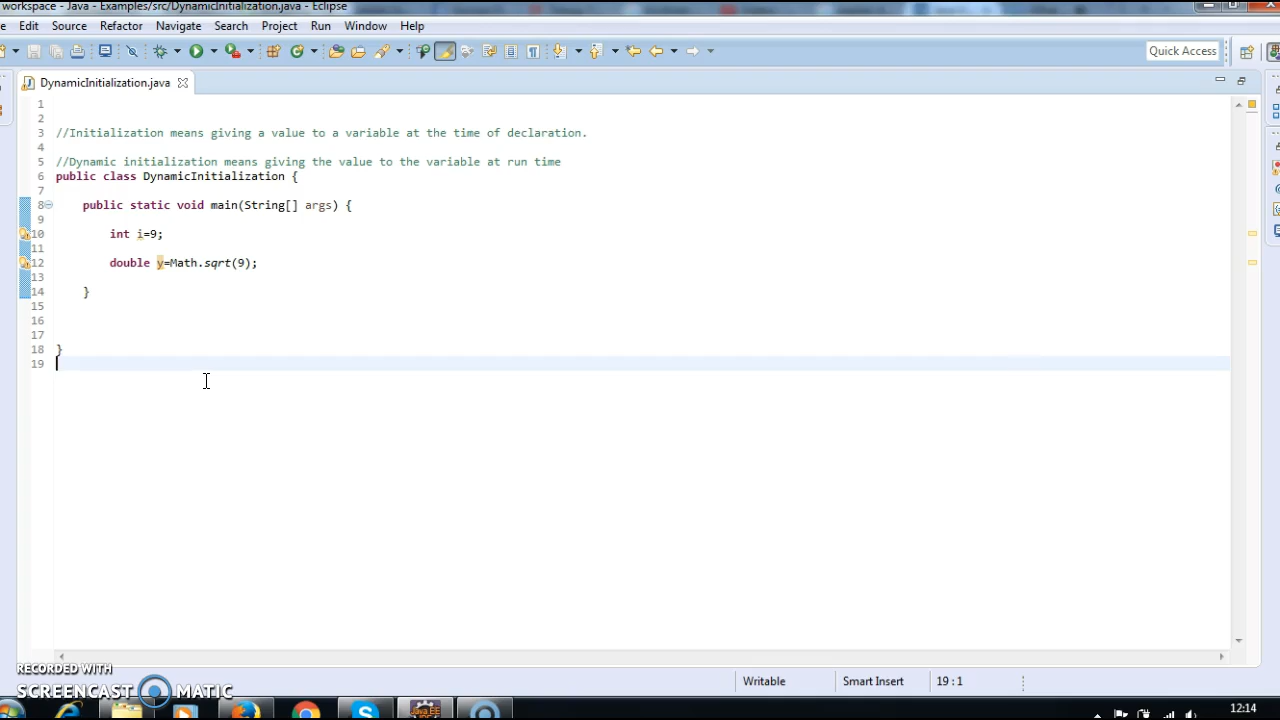 workspace - Java - Examples/src/DynamicInitialization.java - Eclipse
Edit Source Refactor Navigate Search Project Run Window Help
Quick Access
DynamicInitialization.java
1
2
3 //Initialization means giving a value to a variable at the time of declaration.
4
5 //Dynamic initialization means giving the value to the variable at run time
6 public class DynamicInitialization {
7
8 public static void main(String[] args) {
9
10 int i=9;
11
12 double y=Math.sqrt(9);
13
14 }
15
16
17
18 }
19
RECORDED WITH
SCREENCAST MATIC
Writable Smart Insert 19 : 1
Java EE
12:14